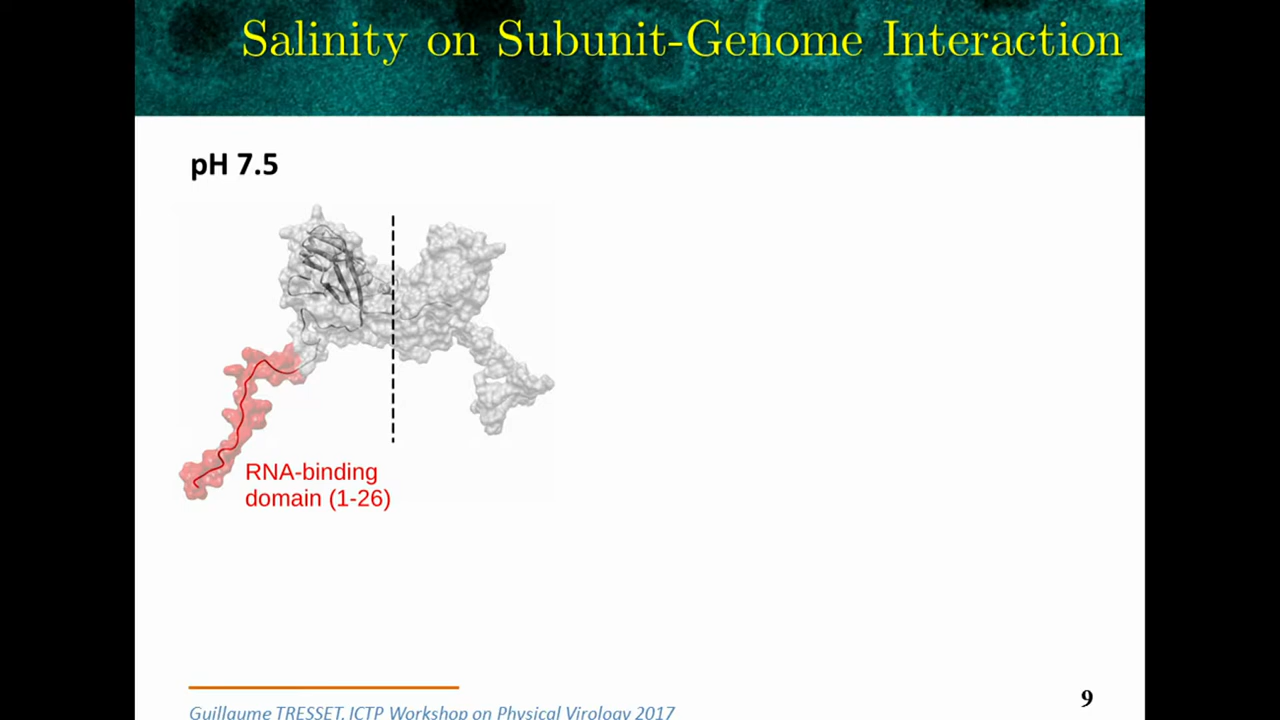 Salinity on Subunit-Genome Interaction
pH 7.5
RNA-binding
domain (1-26)
9
Guillaume TRESSET, ICTP Workshop on Physical Virology 2017